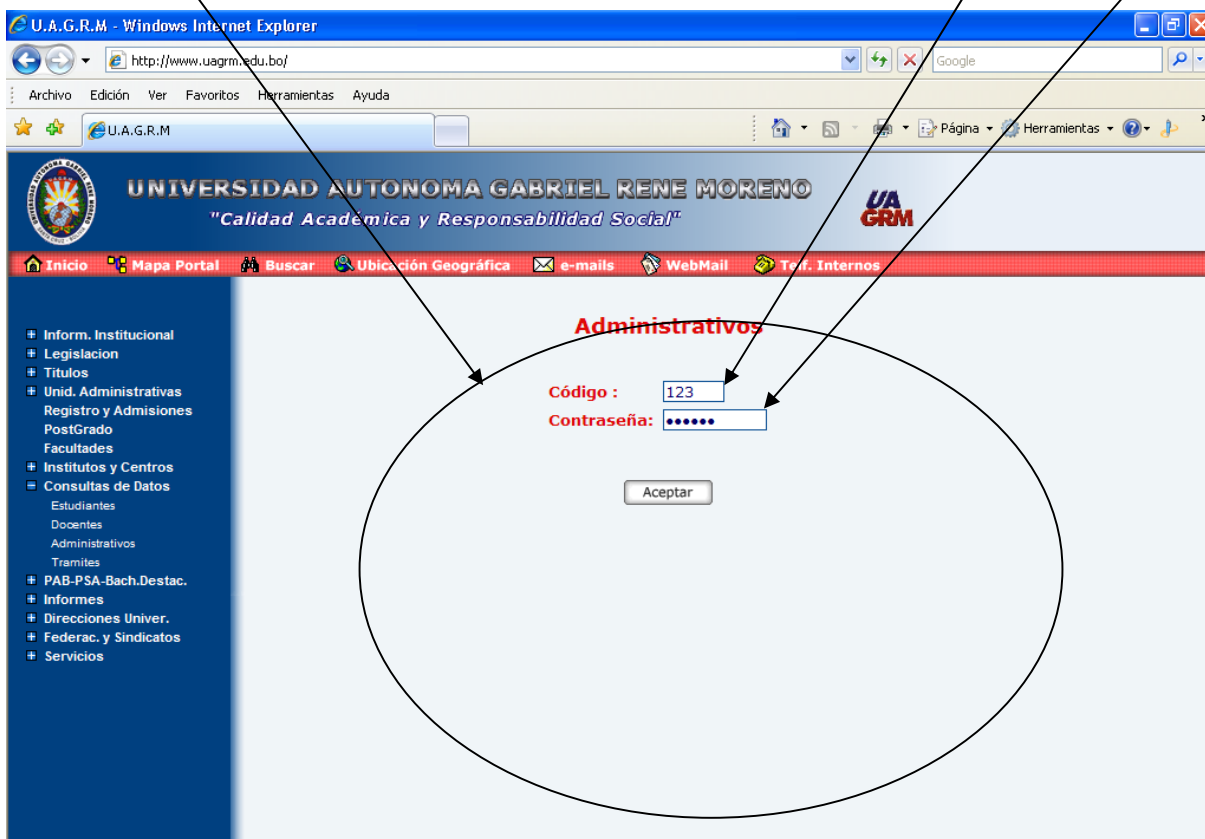 U.A.G.R.M - Windows Internet Explorer
http://www.uagrm.edu.bo/
Google
Archivo Edición Ver Favoritos Herramientas Ayuda
U.A.G.R.M
Página Herramientas
UNIVERSIDAD AUTONOMA GABRIEL RENE MORENO
"Calidad Académica y Responsabilidad Social"
UA
GRM
Inicio Mapa Portal Buscar Ubicación Geográfica e-mails WebMail Telf. Internos
Administrativos
Código : 123
Contraseña: ••••••
Aceptar
Inform. Institucional
Legislacion
Titulos
Unid. Administrativas
Registro y Admisiones
PostGrado
Facultades
Institutos y Centros
Consultas de Datos
Estudiantes
Docentes
Administrativos
Tramites
PAB-PSA-Bach.Destac.
Informes
Direcciones Univer.
Federac. y Sindicatos
Servicios